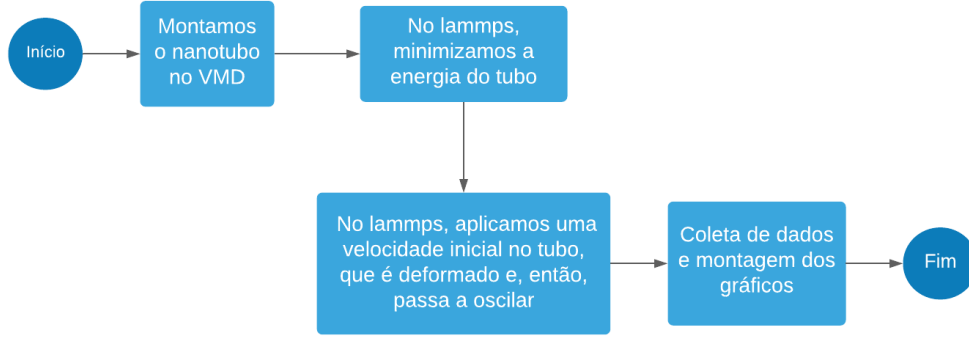 Início
Montamos
o nanotubo
no VMD
No lammps,
minimizamos a
energia do tubo
No lammps, aplicamos uma
velocidade inicial no tubo,
que é deformado e, então,
passa a oscilar
Coleta de dados
e montagem dos
gráficos
Fim